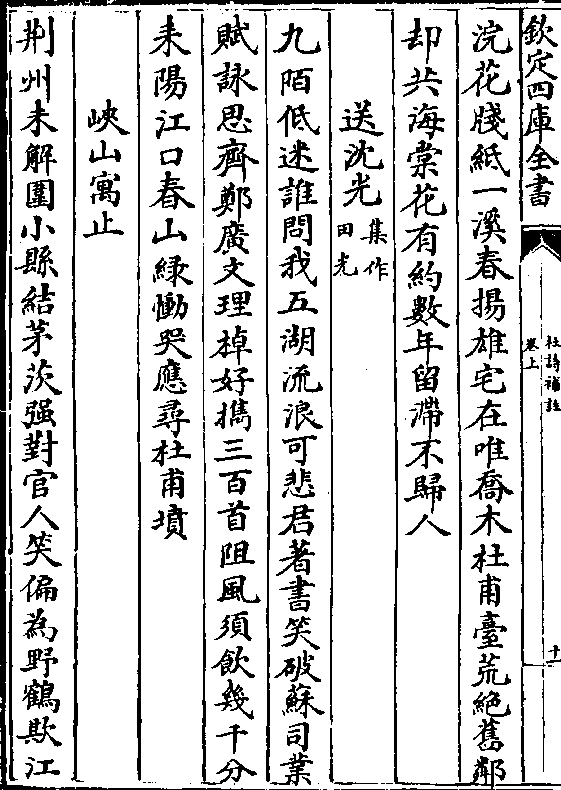 欽定四庫全書
杜詩補註
卷上
十一
浣花牋紙一溪春揚雄宅在唯喬木杜甫臺荒絶舊鄰
却共海棠花有約數年留滯不歸人
送沈光集作田光
九陌低迷誰問我五湖流浪可悲君著書笑破蘇司業
賦詠思齊鄭廣文理棹好攜三百首阻風須飲幾千分
耒陽江口春山緑慟哭應尋杜甫墳
峽山寓止
荆州未解圍小縣結茅茨强對官人笑偏為野鶴欺江